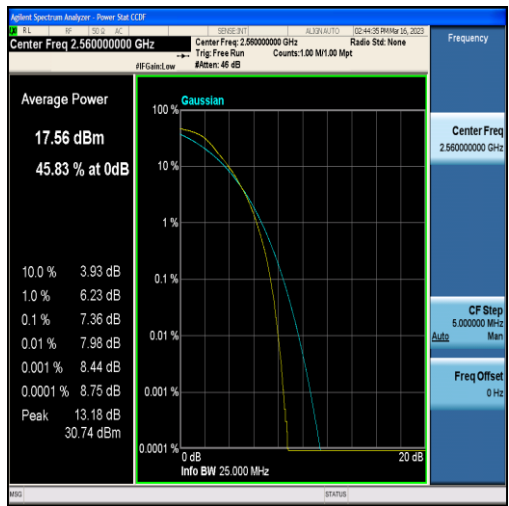 Agilent Spectrum Analyzer - Power Stat CCDF
RL RF 50 Ω AC SENSE:INT ALIGN AUTO 02:44:35 PM Mar 16, 2023
Center Freq 2.560000000 GHz
Center Freq: 2.560000000 GHz Radio Std: None
Trig: Free Run Counts:1.00 M/1.00 Mpt
#IFGain:Low #Atten: 46 dB
Frequency
Average Power
17.56 dBm
45.83 % at 0dB
10.0 % 3.93 dB
1.0 % 6.23 dB
0.1 % 7.36 dB
0.01 % 7.98 dB
0.001 % 8.44 dB
0.0001 % 8.75 dB
Peak 13.18 dB
30.74 dBm
Gaussian
100 %
10 %
1 %
0.1 %
0.01 %
0.001 %
0.0001 %
0 dB 20 dB
Info BW 25.000 MHz
Center Freq
2.560000000 GHz
CF Step
5.000000 MHz
Auto Man
Freq Offset
0 Hz
MSG STATUS